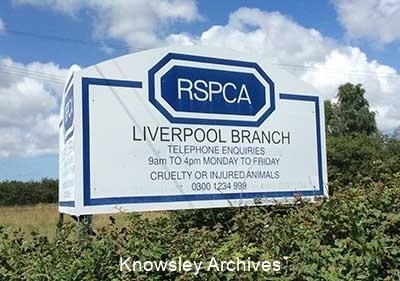 RSPCA
LIVERPOOL BRANCH
TELEPHONE ENQUIRIES
9am TO 4pm MONDAY TO FRIDAY
CRUELTY OR INJURED ANIMALS
0300 1234 999
Knowsley Archives